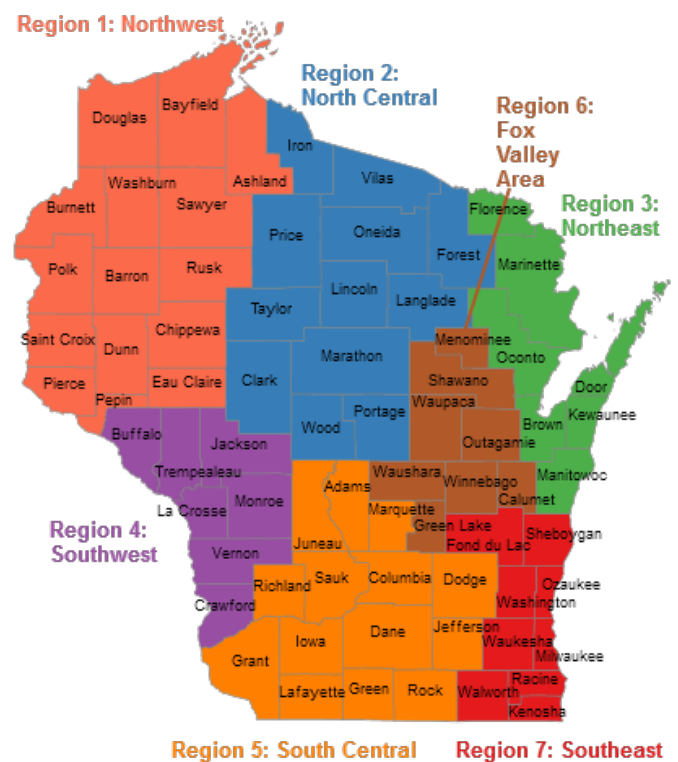 Region 1: Northwest
Region 2:
North Central
Region 6:
Fox
Valley
Area
Region 3:
Northeast
Douglas
Bayfield
Iron
Vilas
Ashland
Washburn
Sawyer
Burnett
Florence
Price
Oneida
Forest
Marinette
Polk
Barron
Rusk
Lincoln
Langlade
Taylor
Chippewa
Saint Croix
Dunn
Menominee
Marathon
Oconto
Pierce
Eau Claire
Clark
Shawano
Door
Pepin
Waupaca
Portage
Kewaunee
Buffalo
Wood
Brown
Jackson
Outagamie
Trempealeau
Waushara
Manitowoc
Adams
Winnebago
Calumet
La Crosse
Monroe
Marquette
Green Lake
Region 4:
Southwest
Juneau
Fond du Lac
Sheboygan
Vernon
Richland
Sauk
Columbia
Dodge
Ozaukee
Crawford
Washington
Iowa
Dane
Jefferson
Waukesha
Milwaukee
Grant
Lafayette
Green
Rock
Walworth
Racine
Kenosha
Region 5: South Central
Region 7: Southeast